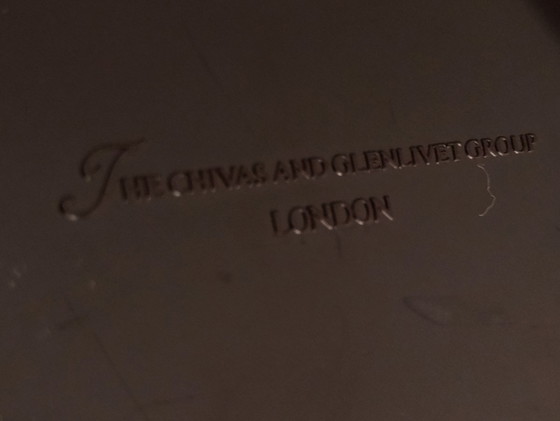 THE CHIVAS AND GLENLIVET GROUP
LONDON